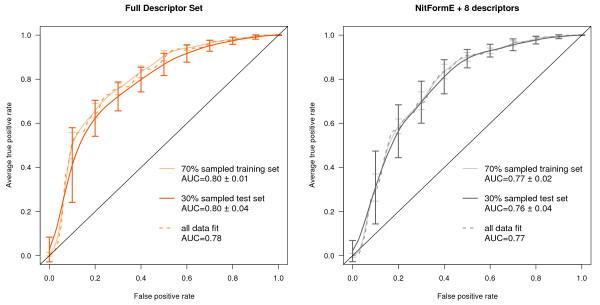 Full Descriptor Set
1.0
0.8
0.6
0.4
0.2
0.0
Average true positive rate
70% sampled training set
AUC=0.80 ± 0.01
30% sampled test set
AUC=0.80 ± 0.04
all data fit
AUC=0.78
0.0 0.2 0.4 0.6 0.8 1.0
False positive rate
NitFormE + 8 descriptors
1.0
0.8
0.6
0.4
0.2
0.0
Average true positive rate
70% sampled training set
AUC=0.77 ± 0.02
30% sampled test set
AUC=0.76 ± 0.04
all data fit
AUC=0.77
0.0 0.2 0.4 0.6 0.8 1.0
False positive rate